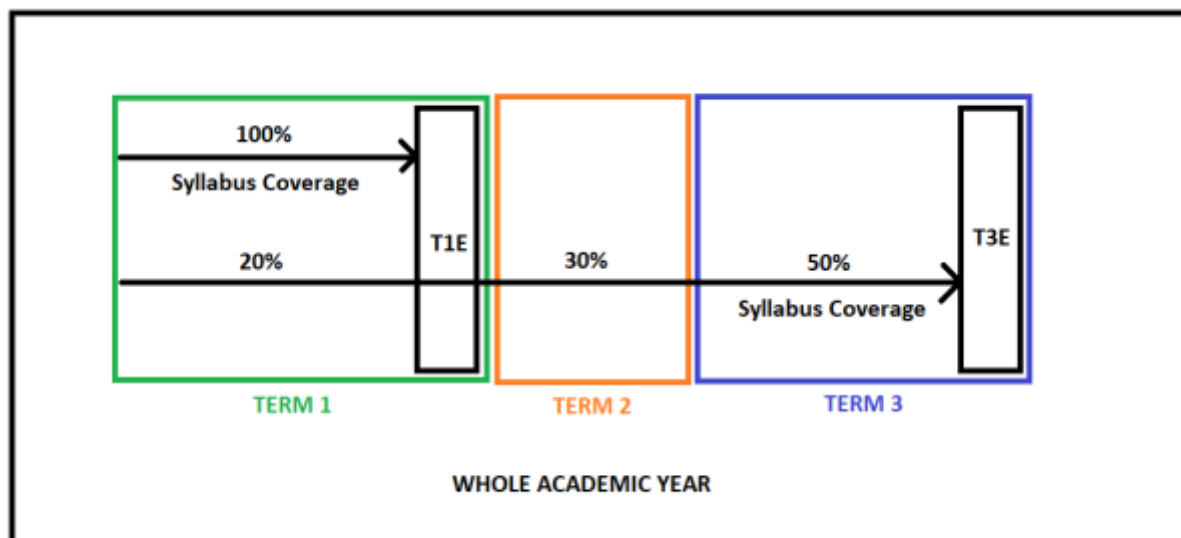 100%
Syllabus Coverage
T1E
T3E
20%
30%
50%
Syllabus Coverage
TERM 1
TERM 2
TERM 3
WHOLE ACADEMIC YEAR